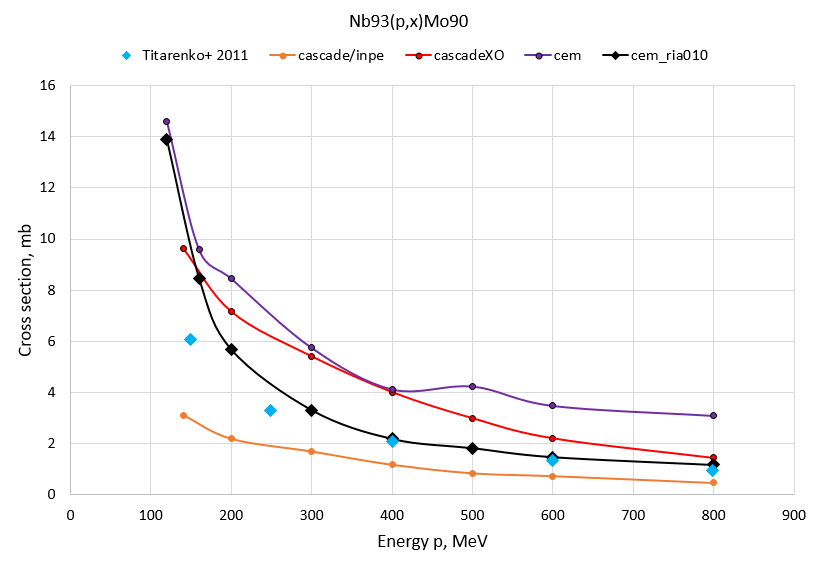 Nb93(p,x)Mo90
Titarenko+ 2011 cascade/inpe cascadeXO cem cem_ria010
16
14
12
10
8
6
4
2
0
Cross section, mb
0 100 200 300 400 500 600 700 800 900
Energy p, MeV